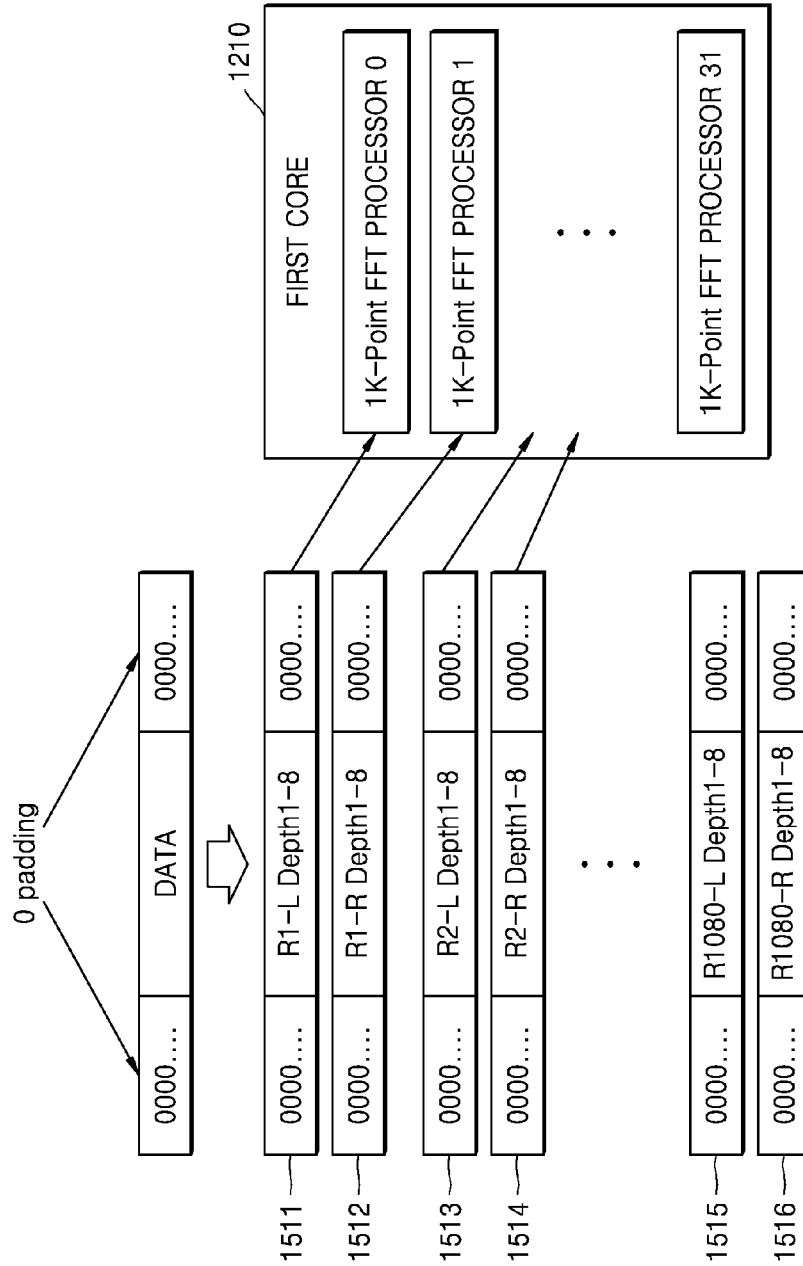 0 padding
0000.... DATA 0000....
1511 0000.... R1-L Depth1-8 0000....
1512 0000.... R1-R Depth1-8 0000....
1513 0000.... R2-L Depth1-8 0000....
1514 0000.... R2-R Depth1-8 0000....
1515 0000.... R1080-L Depth1-8 0000....
1516 0000.... R1080-R Depth1-8 0000....
1210
FIRST CORE
1K-Point FFT PROCESSOR 0
1K-Point FFT PROCESSOR 1
1K-Point FFT PROCESSOR 31